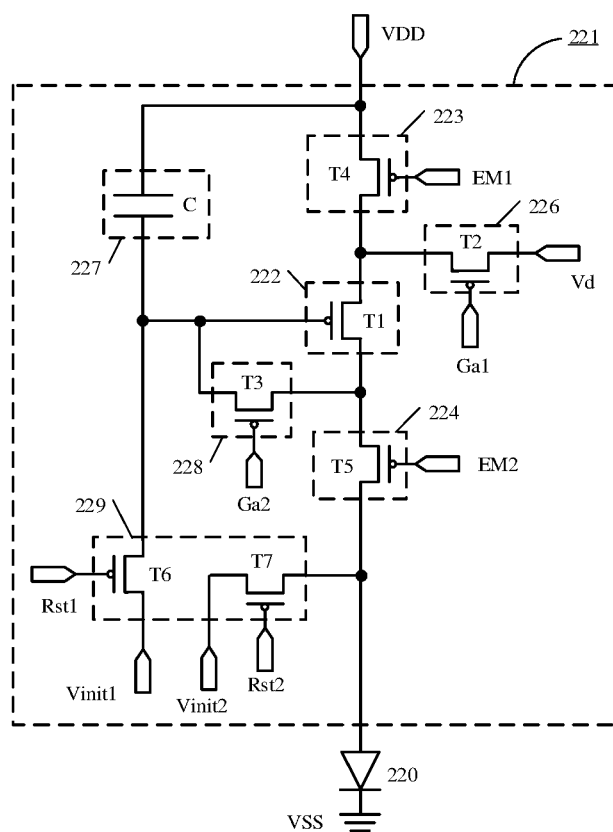 VDD
221
223
T4
EM1
C
226
T2
227
222
Vd
T1
Ga1
T3
224
T5
EM2
228
Ga2
229
T7
T6
Rst1
Rst2
Vinit1
Vinit2
220
VSS